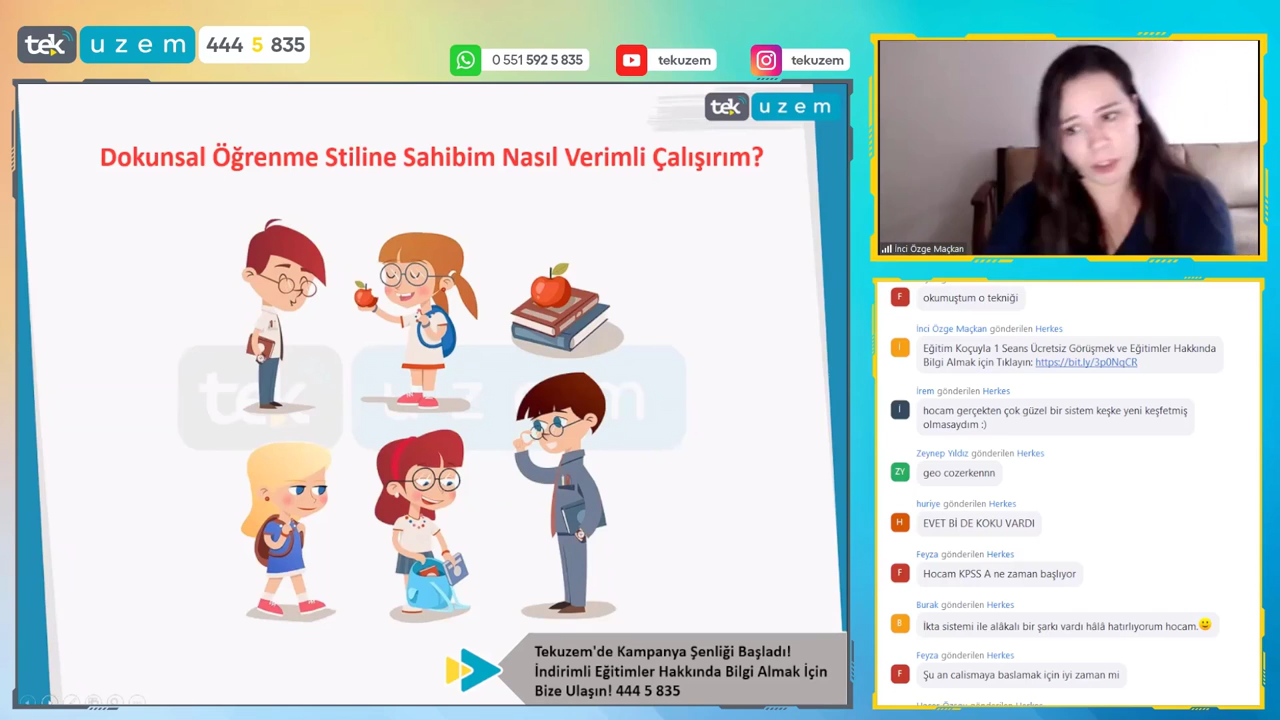 tek uzem 444 5 835
0 551 592 5 835
tekuzem
tekuzem
tek uzem
Dokunsal Öğrenme Stiline Sahibim Nasıl Verimli Çalışırım?
tek uzem
Tekuzem'de Kampanya Şenliği Başladı!
İndirimli Eğitimler Hakkında Bilgi Almak İçin
Bize Ulaşın! 444 5 835
İnci Özge Maçkan
F
okumuştum o tekniği
İnci Özge Maçkan gönderilen Herkes
İ
Eğitim Koçuyla 1 Seans Ücretsiz Görüşmek ve Eğitimler Hakkında
Bilgi Almak için Tıklayın: https://bit.ly/3p0NqCR
İrem gönderilen Herkes
İ
hocam gerçekten çok güzel bir sistem keşke yeni keşfetmiş
olmasaydım :)
Zeynep Yıldız gönderilen Herkes
ZY
geo cozerkennn
huriye gönderilen Herkes
H
EVET Bİ DE KOKU VARDI
Feyza gönderilen Herkes
F
Hocam KPSS A ne zaman başlıyor
Burak gönderilen Herkes
B
İkta sistemi ile alâkalı bir şarkı vardı hâlâ hatırlıyorum hocam.
Feyza gönderilen Herkes
F
Şu an calismaya baslamak için iyi zaman mi